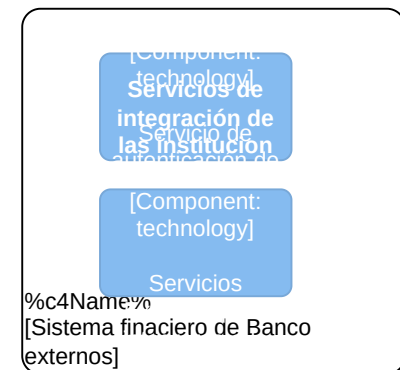 [Component:
technology]
Servicios de
integración de
las institucion
Servicio de
autenticación de
[Component:
technology]
Servicios
%c4Name%
[Sistema finaciero de Banco
externos]